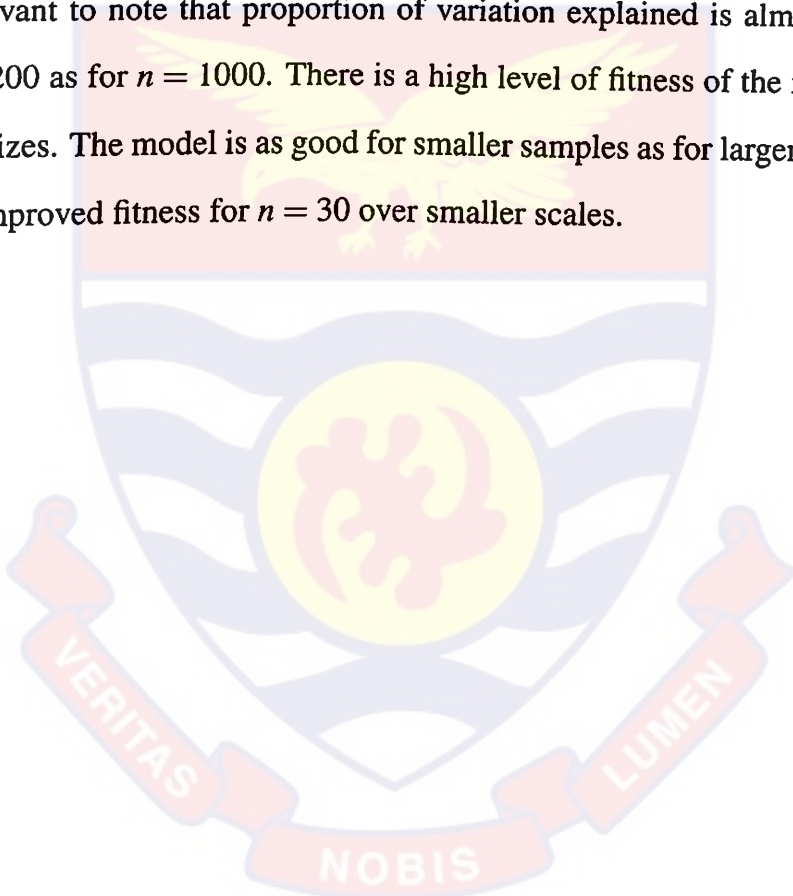 vant to note that proportion of variation explained is alm
200 as for n = 1000. There is a high level of fitness of the
izes. The model is as good for smaller samples as for larger
nproved fitness for n = 30 over smaller scales.
VERITAS
NOBIS
LUMEN